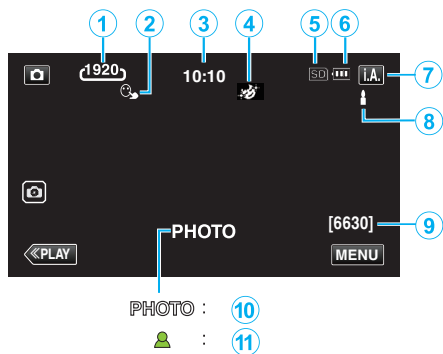 1 2 3 4 5 6
1920 10:10 SD i.A. 7
8
[6630] 9
PHOTO
≪PLAY MENU
PHOTO : 10
: 11